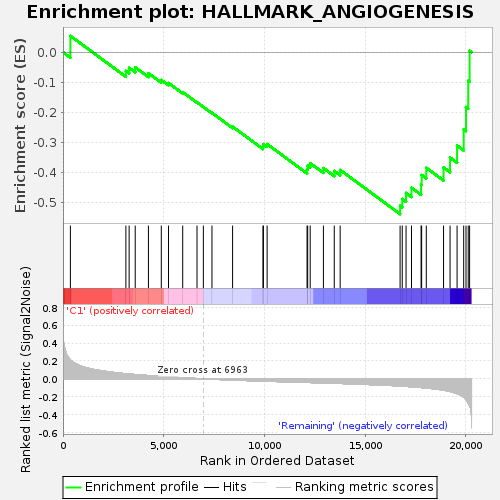 Enrichment plot: HALLMARK_ANGIOGENESIS
Enrichment score (ES)
0.0
-0.1
-0.2
-0.3
-0.4
-0.5
'C1' (positively correlated)
Ranked list metric (Signal2Noise)
0.8
0.6
0.4
0.2
0.0
-0.2
-0.4
-0.6
Zero cross at 6963
'Remaining' (negatively correlated)
0
5,000
10,000
15,000
20,000
Rank in Ordered Dataset
Enrichment profile
Hits
Ranking metric scores